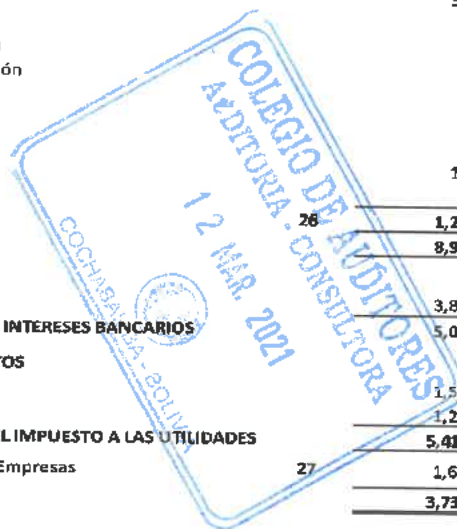 ón
1
26 1,2
8,9
3,8
INTERESES BANCARIOS 5,0
TOS
1,5
1,2
L IMPUESTO A LAS UTILIDADES 5,41
Empresas 27 1,6
3,73
COLEGIO DE AUDITORES
AUDITORIA - CONSULTORA
12 MAR. 2021
COCHABAMBA - BOLIVIA